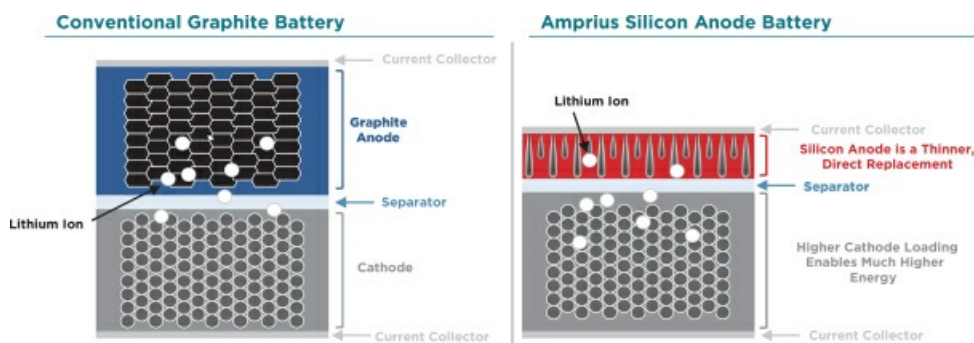 Conventional Graphite Battery
Current Collector
Graphite
Anode
Separator
Lithium Ion
Cathode
Current Collector
Amprius Silicon Anode Battery
Lithium Ion
Current Collector
Silicon Anode is a Thinner,
Direct Replacement
Separator
Higher Cathode Loading
Enables Much Higher
Energy
Current Collector